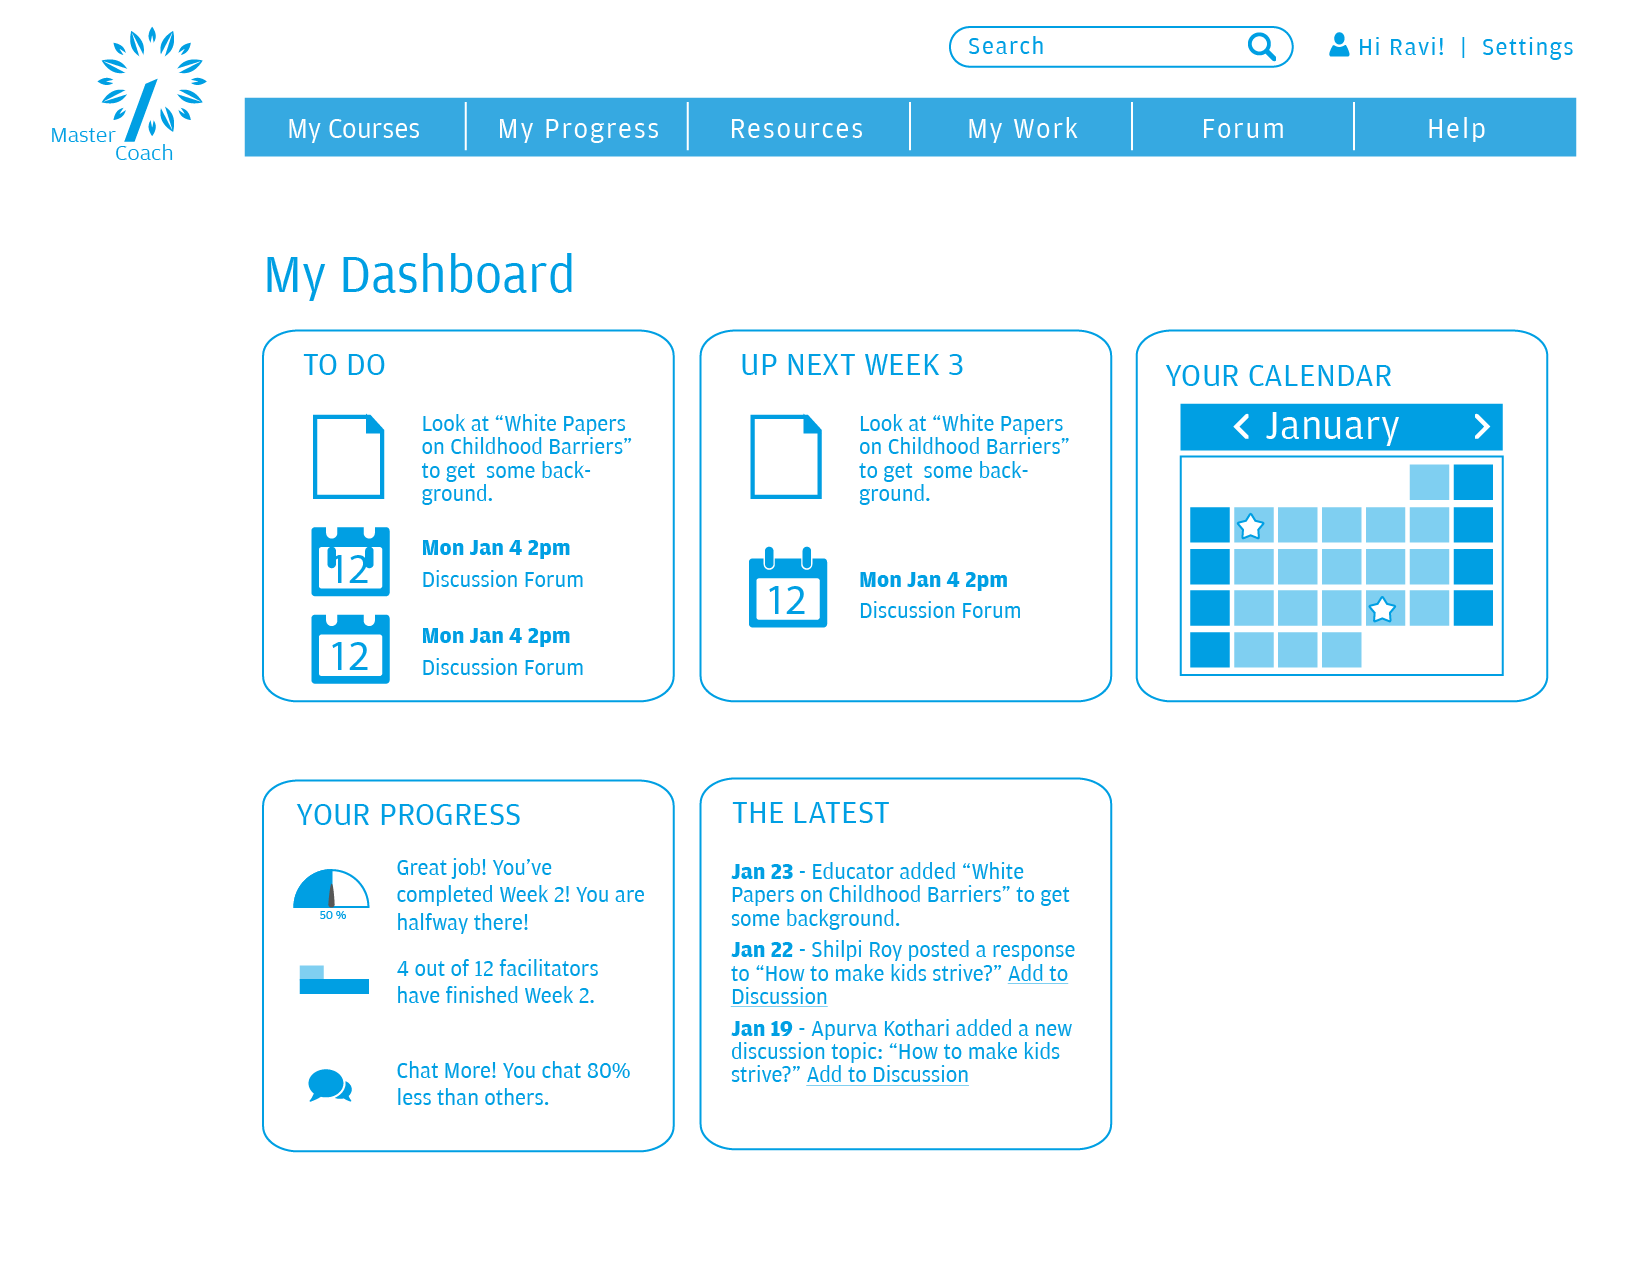 Search
Hi Ravi! | Settings
Master
Coach
My Courses
My Progress
Resources
My Work
Forum
Help
My Dashboard
TO DO
Look at “White Papers
on Childhood Barriers”
to get  some back-
ground.
12
Mon Jan 4 2pm
Discussion Forum
12
Mon Jan 4 2pm
Discussion Forum
UP NEXT WEEK 3
Look at “White Papers
on Childhood Barriers”
to get  some back-
ground.
12
Mon Jan 4 2pm
Discussion Forum
YOUR CALENDAR
January
YOUR PROGRESS
Great job! You’ve
completed Week 2! You are
halfway there!
50 %
4 out of 12 facilitators
have finished Week 2.
Chat More! You chat 80%
less than others.
THE LATEST
Jan 23 - Educator added “White
Papers on Childhood Barriers” to get
some background.
Jan 22 - Shilpi Roy posted a response
to “How to make kids strive?” Add to
Discussion
Jan 19 - Apurva Kothari added a new
discussion topic: “How to make kids
strive?” Add to Discussion